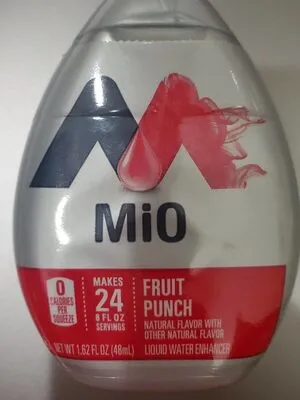 MiO
0
CALORIES
PER
SQUEEZE
MAKES
24
8 FL OZ
SERVINGS
FRUIT
PUNCH
NATURAL FLAVOR WITH
OTHER NATURAL FLAVOR
NET WT 1.62 FL OZ (48mL)
LIQUID WATER ENHANCER